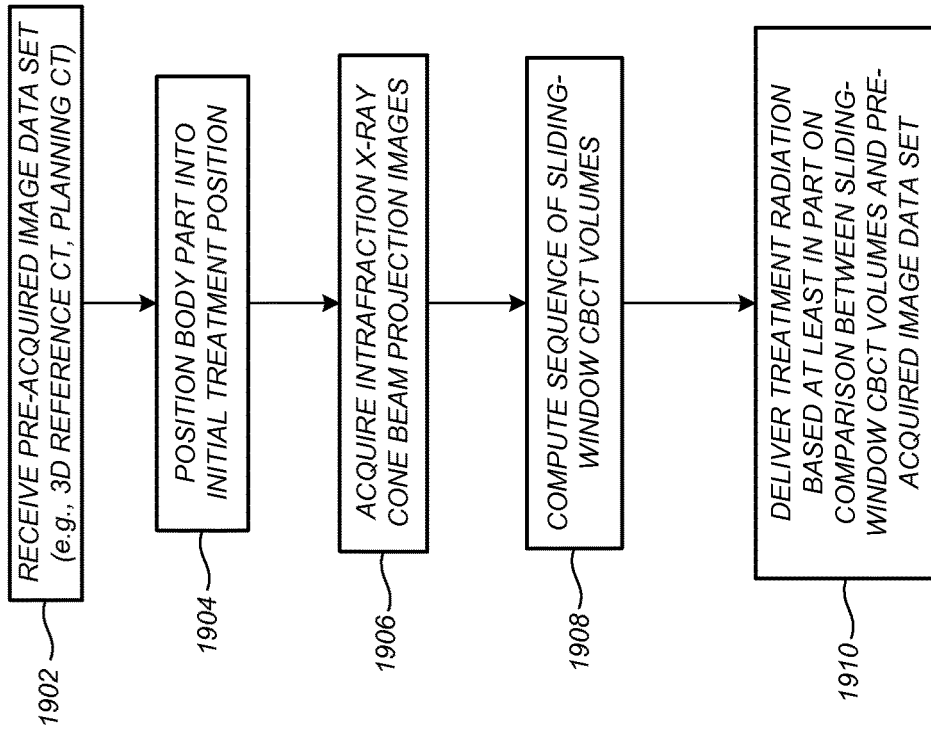 1902
RECEIVE PRE-ACQUIRED IMAGE DATA SET
(e.g., 3D REFERENCE CT, PLANNING CT)
1904
POSITION BODY PART INTO
INITIAL TREATMENT POSITION
1906
ACQUIRE INTRAFRACTION X-RAY
CONE BEAM PROJECTION IMAGES
1908
COMPUTE SEQUENCE OF SLIDING-
WINDOW CBCT VOLUMES
1910
DELIVER TREATMENT RADIATION
BASED AT LEAST IN PART ON
COMPARISON BETWEEN SLIDING-
WINDOW CBCT VOLUMES AND PRE-
ACQUIRED IMAGE DATA SET